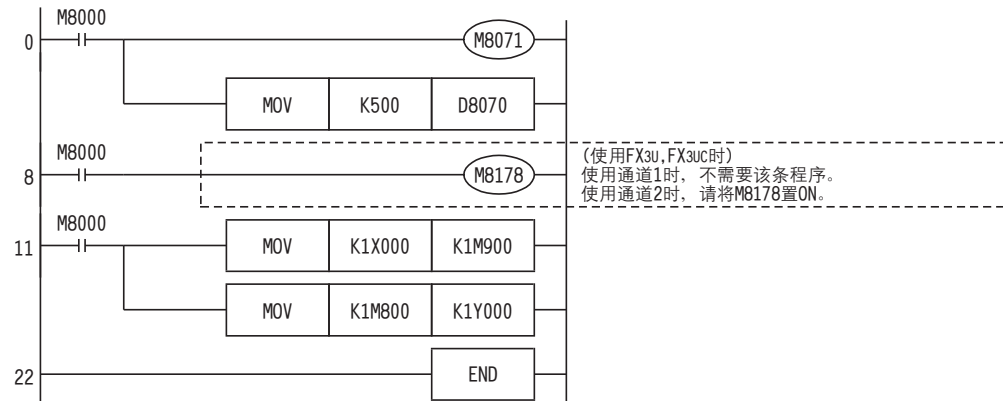 M8000
0
M8071
MOV K500 D8070
M8000
8
M8178
(使用FX3U,FX3UC时)
使用通道1时，不需要该条程序。
使用通道2时，请将M8178置ON。
M8000
11
MOV K1X000 K1M900
MOV K1M800 K1Y000
22
END